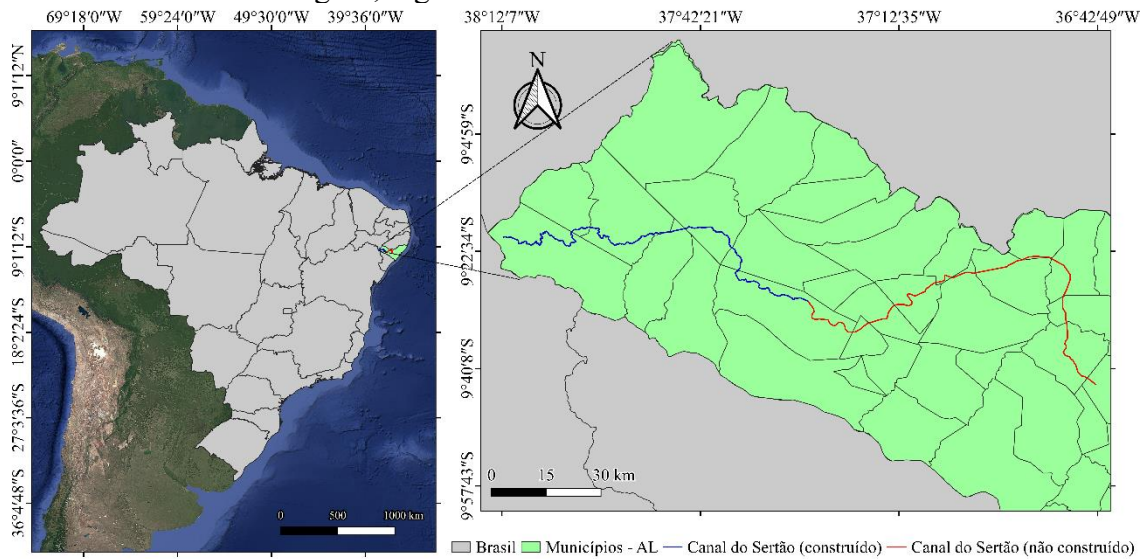 69°18′0″W 59°24′0″W 49°30′0″W 39°36′0″W
38°12′7″W 37°42′21″W 37°12′35″W 36°42′49″W
9°1′12″N
0°0′0″
9°1′12″S
18°2′24″S
27°3′36″S
36°4′48″S
0 500 1000 km
N
9°4′59″S
9°22′34″S
9°40′8″S
9°57′43″S
0 15 30 km
Brasil Municípios - AL Canal do Sertão (construído) Canal do Sertão (não construído)